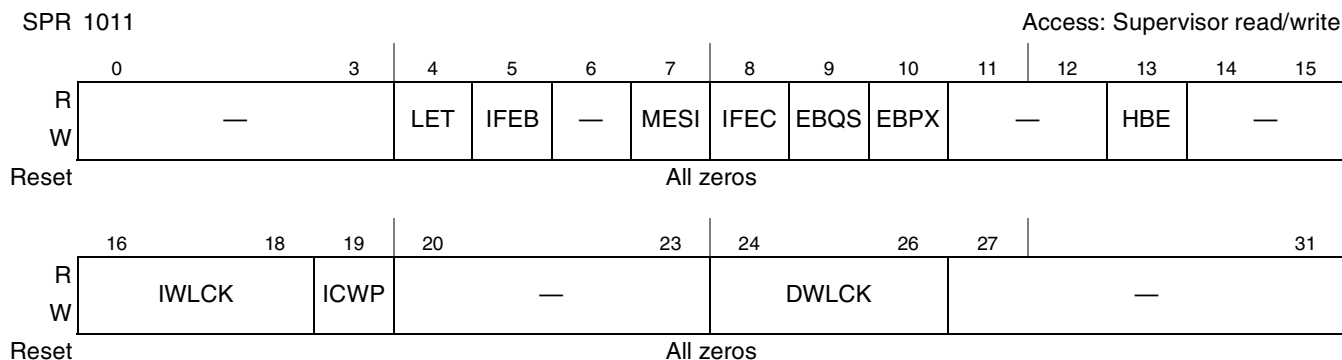 SPR 1011 Access: Supervisor read/write
0 3 4 5 6 7 8 9 10 11 12 13 14 15
R
W
— LET IFEB — MESI IFEC EBQS EBPX — HBE —
Reset All zeros
16 18 19 20 23 24 26 27 31
R
W
IWLCK ICWP — DWLCK —
Reset All zeros